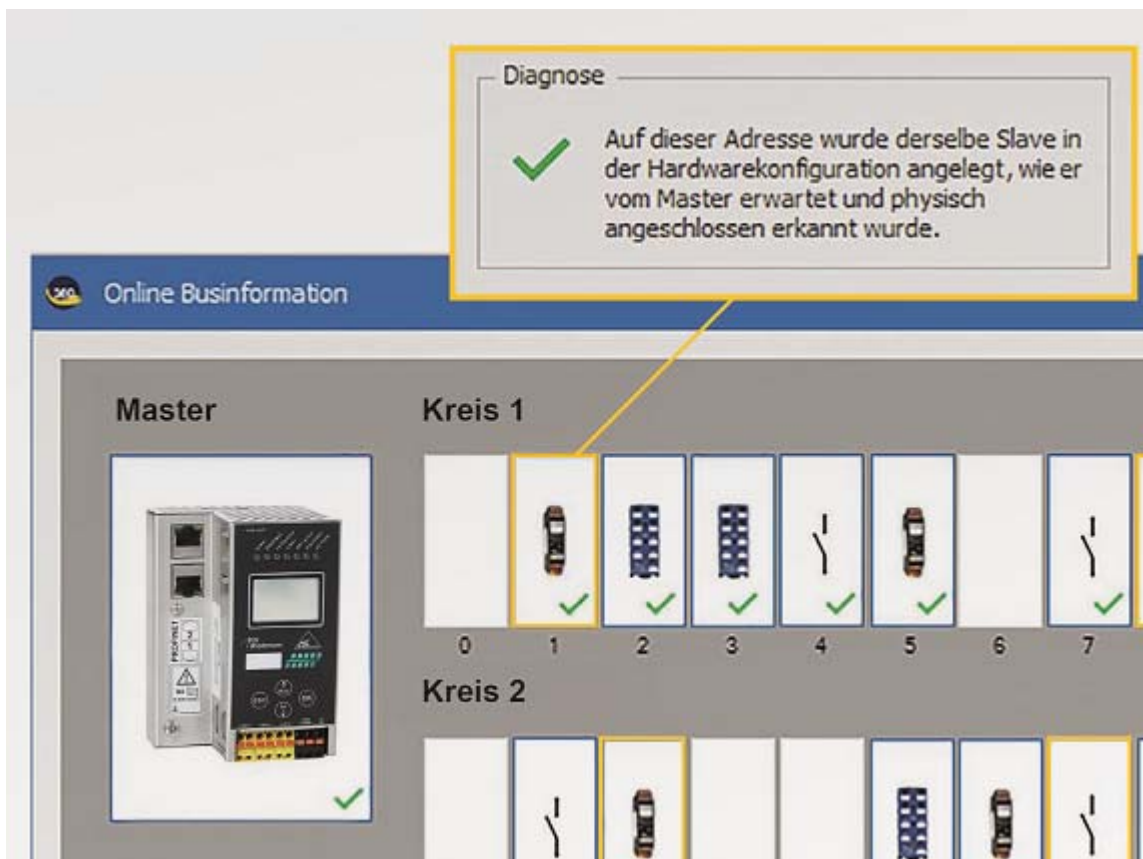 Diagnose
Auf dieser Adresse wurde derselbe Slave in
der Hardwarekonfiguration angelegt, wie er
vom Master erwartet und physisch
angeschlossen erkannt wurde.
Online Businformation
Master
Kreis 1
0 1 2 3 4 5 6 7
Kreis 2
PROFINET